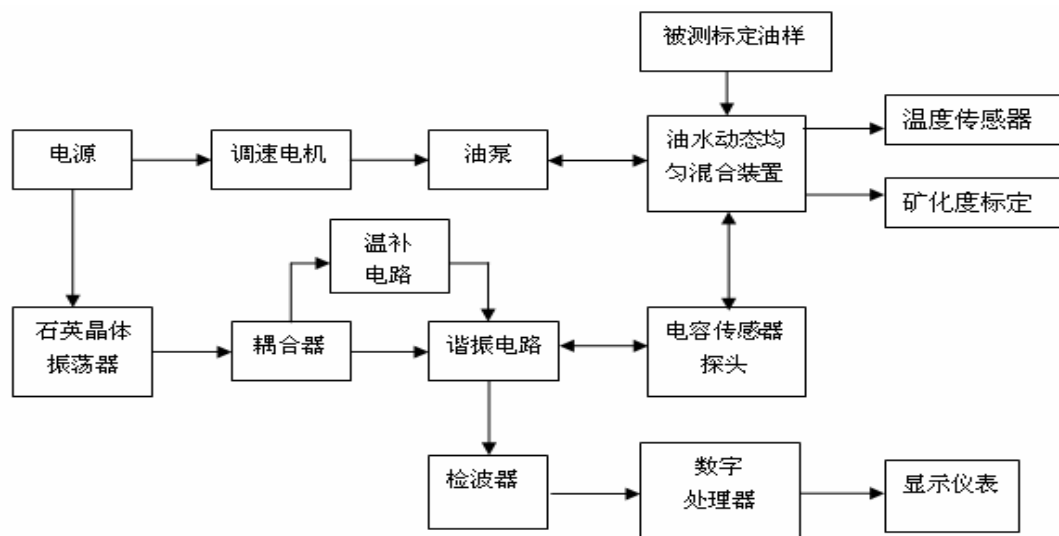 被测标定油样
电源
调速电机
油泵
油水动态均
匀混合装置
温度传感器
矿化度标定
温补
电路
石英晶体
振荡器
耦合器
谐振电路
电容传感器
探头
检波器
数字
处理器
显示仪表